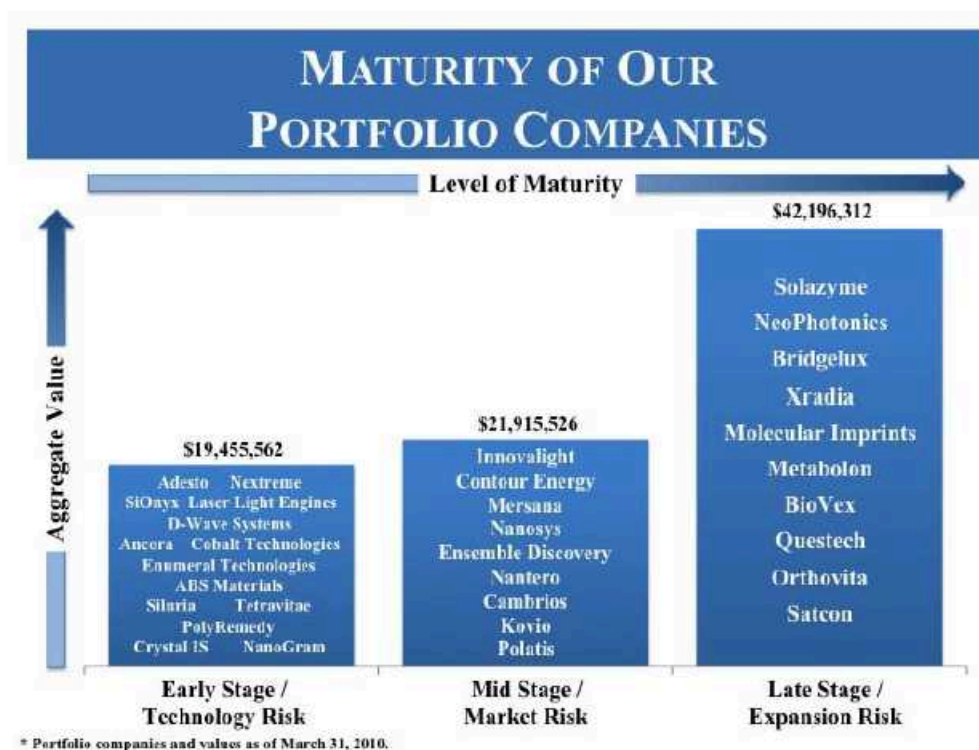 MATURITY OF OUR
PORTFOLIO COMPANIES
Level of Maturity
Aggregate Value
$19,455,562
Adesto Nextreme
SiOnyx Laser Light Engines
D-Wave Systems
Ancora Cobalt Technologies
Enumeral Technologies
ABS Materials
Siluria Tetravitae
PolyRemedy
Crystal IS NanoGram
Early Stage /
Technology Risk
$21,915,526
Innovalight
Contour Energy
Mersana
Nanosys
Ensemble Discovery
Nantero
Cambrios
Kovio
Polatis
Mid Stage /
Market Risk
$42,196,312
Solazyme
NeoPhotonics
Bridgelux
Xradia
Molecular Imprints
Metabolon
BioVex
Questech
Orthovita
Satcon
Late Stage /
Expansion Risk
* Portfolio companies and values as of March 31, 2010.